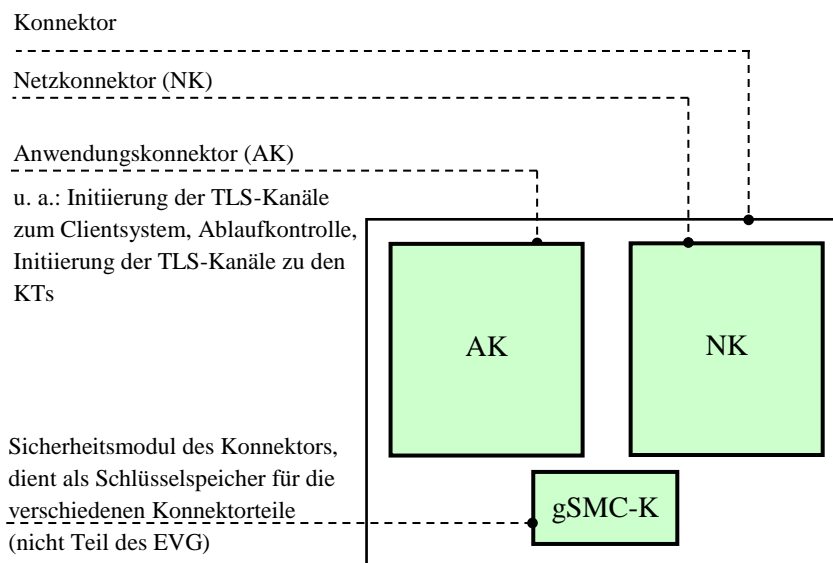 Konnektor
Netzkonnektor (NK)
Anwendungskonnektor (AK)
u. a.: Initiierung der TLS-Kanäle
zum Clientsystem, Ablaufkontrolle,
Initiierung der TLS-Kanäle zu den
KTs
AK
NK
Sicherheitsmodul des Konnektors,
dient als Schlüsselspeicher für die
verschiedenen Konnektorteile
(nicht Teil des EVG)
gSMC-K